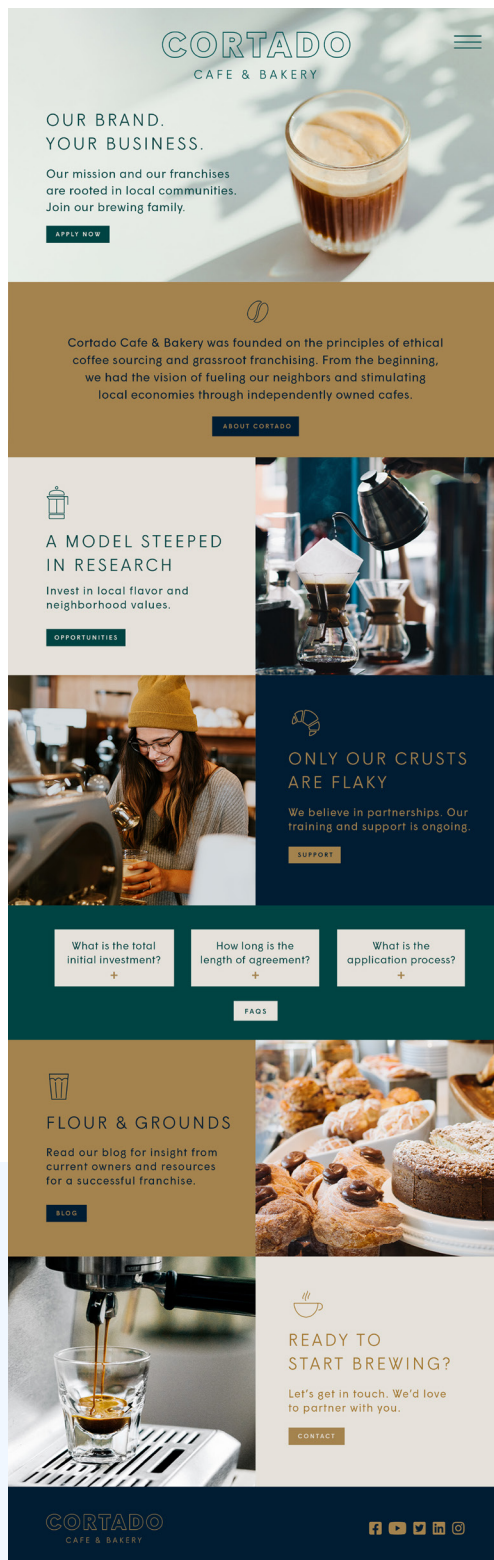 CORTADO
CAFE & BAKERY
OUR BRAND.
YOUR BUSINESS.
Our mission and our franchises
are rooted in local communities.
Join our brewing family.
APPLY NOW
Cortado Cafe & Bakery was founded on the principles of ethical
coffee sourcing and grassroot franchising. From the beginning,
we had the vision of fueling our neighbors and stimulating
local economies through independently owned cafes.
ABOUT CORTADO
A MODEL STEEPED
IN RESEARCH
Invest in local flavor and
neighborhood values.
OPPORTUNITIES
ONLY OUR CRUSTS
ARE FLAKY
We believe in partnerships. Our
training and support is ongoing.
SUPPORT
What is the total
initial investment?
+
How long is the
length of agreement?
+
What is the
application process?
+
FAQS
FLOUR & GROUNDS
Read our blog for insight from
current owners and resources
for a successful franchise.
BLOG
READY TO
START BREWING?
Let's get in touch. We'd love
to partner with you.
CONTACT
CORTADO
CAFE & BAKERY